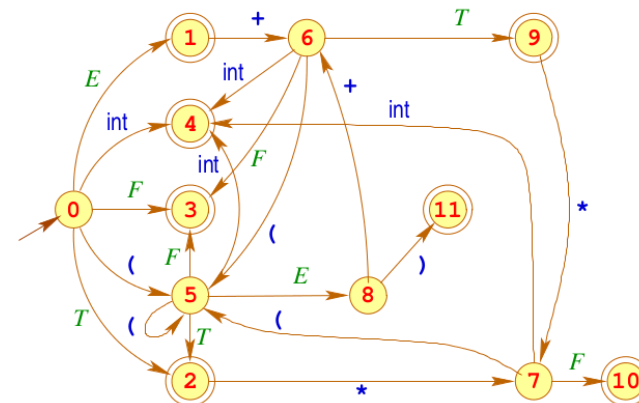 1 + 6 T 9
E int + int
int 4
int F
0 F 3 11 *
( F ( )
5 E 8
T ( T (
2 * 7 F 10